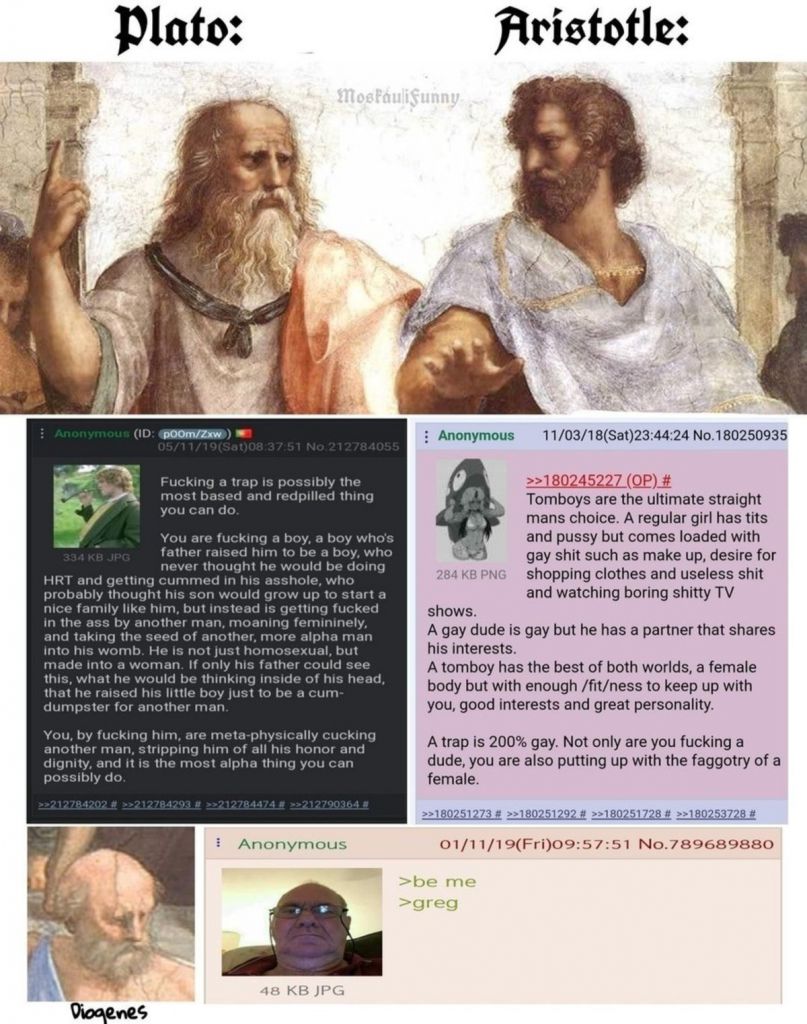 Plato:
Aristotle:
Moskau iFunny
Anonymous (ID: pOOm/Zxw)
05/11/19(Sat)08:37:51 No.212784055
334 KB JPG
Fucking a trap is possibly the
most based and redpilled thing
you can do.
You are fucking a boy, a boy who's
father raised him to be a boy, who
never thought he would be doing
HRT and getting cummed in his asshole, who
probably thought his son would grow up to start a
nice family like him, but instead is getting fucked
in the ass by another man, moaning femininely,
and taking the seed of another, more alpha man
into his womb. He is not just homosexual, but
made into a woman. If only his father could see
this, what he would be thinking inside of his head,
that he raised his little boy just to be a cum-
dumpster for another man.
You, by fucking him, are meta-physically cucking
another man, stripping him of all his honor and
dignity, and it is the most alpha thing you can
possibly do.
>>212784202 # >>212784293 # >>212784474 # >>212790364 #
Anonymous 11/03/18(Sat)23:44:24 No.180250935
284 KB PNG
>>180245227 (OP) #
Tomboys are the ultimate straight
mans choice. A regular girl has tits
and pussy but comes loaded with
gay shit such as make up, desire for
shopping clothes and useless shit
and watching boring shitty TV
shows.
A gay dude is gay but he has a partner that shares
his interests.
A tomboy has the best of both worlds, a female
body but with enough /fit/ness to keep up with
you, good interests and great personality.
A trap is 200% gay. Not only are you fucking a
dude, you are also putting up with the faggotry of a
female.
>>180251273 # >>180251292 # >>180251728 # >>180253728 #
Diogenes
Anonymous 01/11/19(Fri)09:57:51 No.789689880
48 KB JPG
>be me
>greg